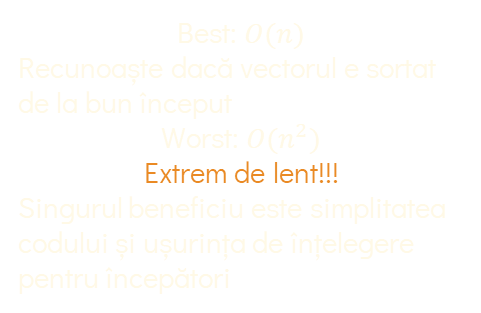 Best: O(n)
Recunoaște dacă vectorul e sortat
de la bun început
Worst: O(n²)
Extrem de lent!!!
Singurul beneficiu este simplitatea
codului și ușurința de înțelegere
pentru începători